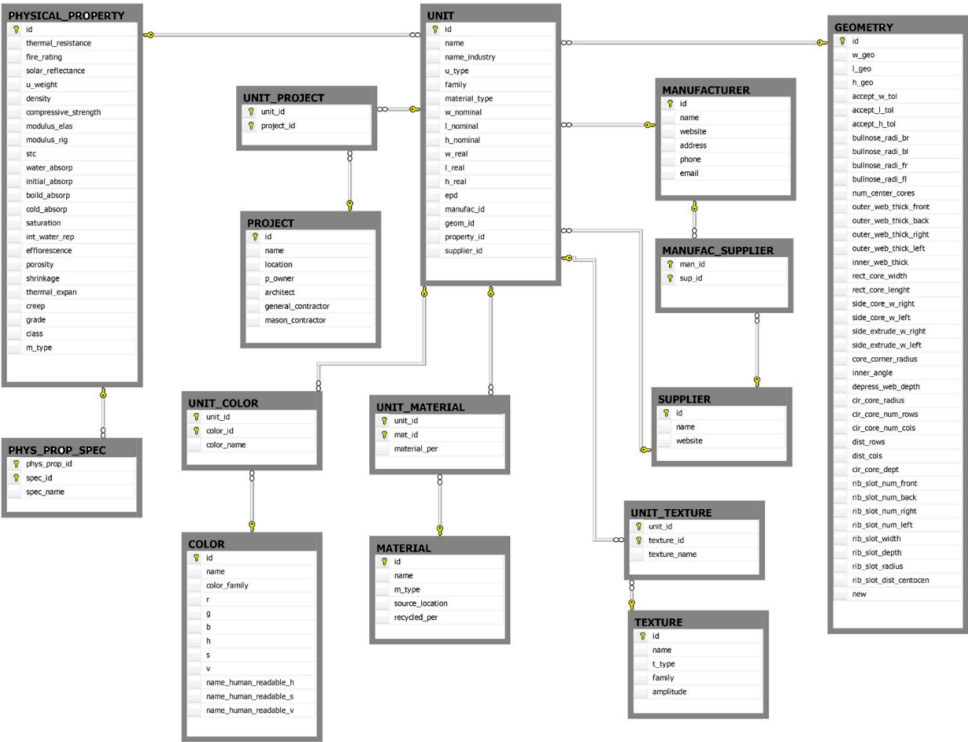 PHYSICAL_PROPERTY
id
thermal_resistance
fire_rating
solar_reflectance
u_weight
density
compressive_strength
modulus_elas
modulus_rig
stc
water_absorp
initial_absorp
boild_absorp
cold_absorp
saturation
int_water_rep
efflorescence
porosity
shrinkage
thermal_expan
creep
grade
class
m_type
PHYS_PROP_SPEC
phys_prop_id
spec_id
spec_name
UNIT_PROJECT
unit_id
project_id
PROJECT
id
name
location
p_owner
architect
general_contractor
mason_contractor
UNIT
id
name
name_industry
u_type
family
material_type
w_nominal
l_nominal
h_nominal
w_real
l_real
h_real
epd
manufac_id
geom_id
property_id
supplier_id
UNIT_COLOR
unit_id
color_id
color_name
COLOR
id
name
color_family
r
g
b
h
s
v
name_human_readable_h
name_human_readable_s
name_human_readable_v
UNIT_MATERIAL
unit_id
mat_id
material_per
MATERIAL
id
name
m_type
source_location
recycled_per
MANUFACTURER
id
name
website
address
phone
email
MANUFAC_SUPPLIER
man_id
sup_id
SUPPLIER
id
name
website
UNIT_TEXTURE
unit_id
texture_id
texture_name
TEXTURE
id
name
t_type
family
amplitude
GEOMETRY
id
w_geo
l_geo
h_geo
accept_w_tol
accept_l_tol
accept_h_tol
bullnose_radi_br
bullnose_radi_bl
bullnose_radi_fr
bullnose_radi_fl
num_center_cores
outer_web_thick_front
outer_web_thick_back
outer_web_thick_right
outer_web_thick_left
inner_web_thick
rect_core_width
rect_core_lenght
side_core_w_right
side_core_w_left
side_extrude_w_right
side_extrude_w_left
core_corner_radius
inner_angle
depress_web_depth
cir_core_radius
cir_core_num_rows
cir_core_num_cols
dist_rows
dist_cols
cir_core_dept
rib_slot_num_front
rib_slot_num_back
rib_slot_num_right
rib_slot_num_left
rib_slot_width
rib_slot_depth
rib_slot_radius
rib_slot_dist_centocen
new